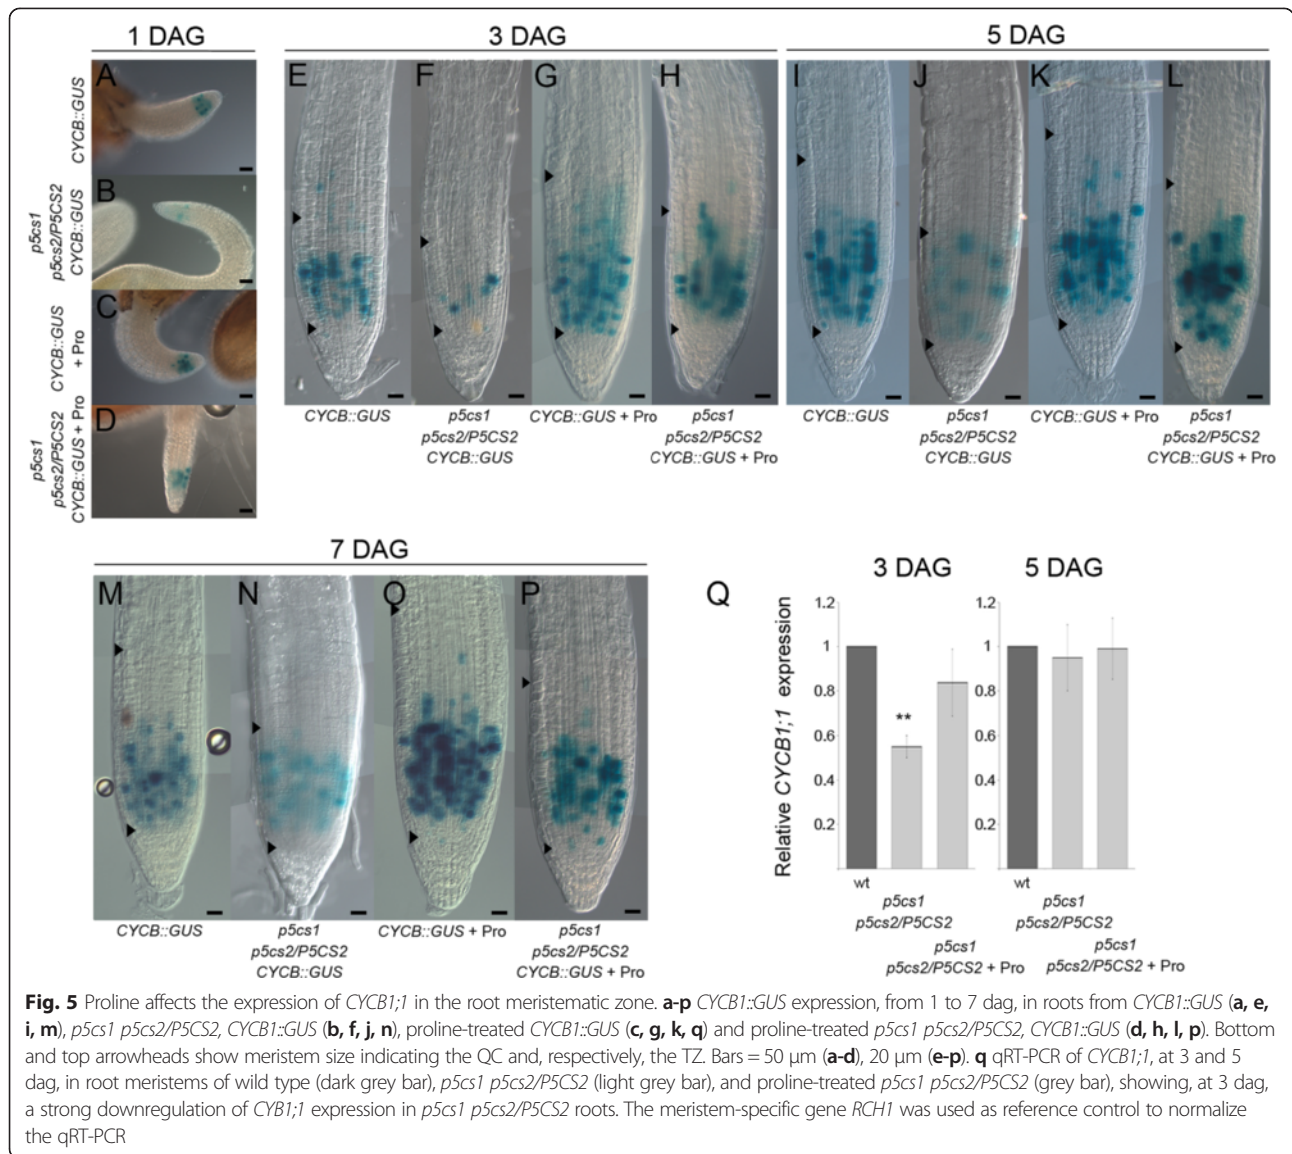 1 DAG
3 DAG
5 DAG
A
CYCB::GUS
B
p5cs1
p5cs2/P5CS2
CYCB::GUS
C
CYCB::GUS
+ Pro
D
p5cs1
p5cs2/P5CS2
CYCB::GUS + Pro
E
F
G
H
I
J
K
L
CYCB::GUS
p5cs1
p5cs2/P5CS2
CYCB::GUS
CYCB::GUS + Pro
p5cs1
p5cs2/P5CS2
CYCB::GUS + Pro
CYCB::GUS
p5cs1
p5cs2/P5CS2
CYCB::GUS
CYCB::GUS + Pro
p5cs1
p5cs2/P5CS2
CYCB::GUS + Pro
7 DAG
M
N
O
P
CYCB::GUS
p5cs1
p5cs2/P5CS2
CYCB::GUS
CYCB::GUS + Pro
p5cs1
p5cs2/P5CS2
CYCB::GUS + Pro
Q
3 DAG
5 DAG
Relative CYCB1;1 expression
1.2
1
0.8
0.6
0.4
0.2
**
wt
p5cs1
p5cs2/P5CS2
p5cs1
p5cs2/P5CS2 + Pro
1.2
1
0.8
0.6
0.4
0.2
wt
p5cs1
p5cs2/P5CS2
p5cs1
p5cs2/P5CS2 + Pro
Fig. 5 Proline affects the expression of CYCB1;1 in the root meristematic zone. a-p CYCB1::GUS expression, from 1 to 7 dag, in roots from CYCB1::GUS (a, e,
i, m), p5cs1 p5cs2/P5CS2, CYCB1::GUS (b, f, j, n), proline-treated CYCB1::GUS (c, g, k, q) and proline-treated p5cs1 p5cs2/P5CS2, CYCB1::GUS (d, h, l, p). Bottom
and top arrowheads show meristem size indicating the QC and, respectively, the TZ. Bars = 50 µm (a-d), 20 µm (e-p). q qRT-PCR of CYCB1;1, at 3 and 5
dag, in root meristems of wild type (dark grey bar), p5cs1 p5cs2/P5CS2 (light grey bar), and proline-treated p5cs1 p5cs2/P5CS2 (grey bar), showing, at 3 dag,
a strong downregulation of CYB1;1 expression in p5cs1 p5cs2/P5CS2 roots. The meristem-specific gene RCH1 was used as reference control to normalize
the qRT-PCR